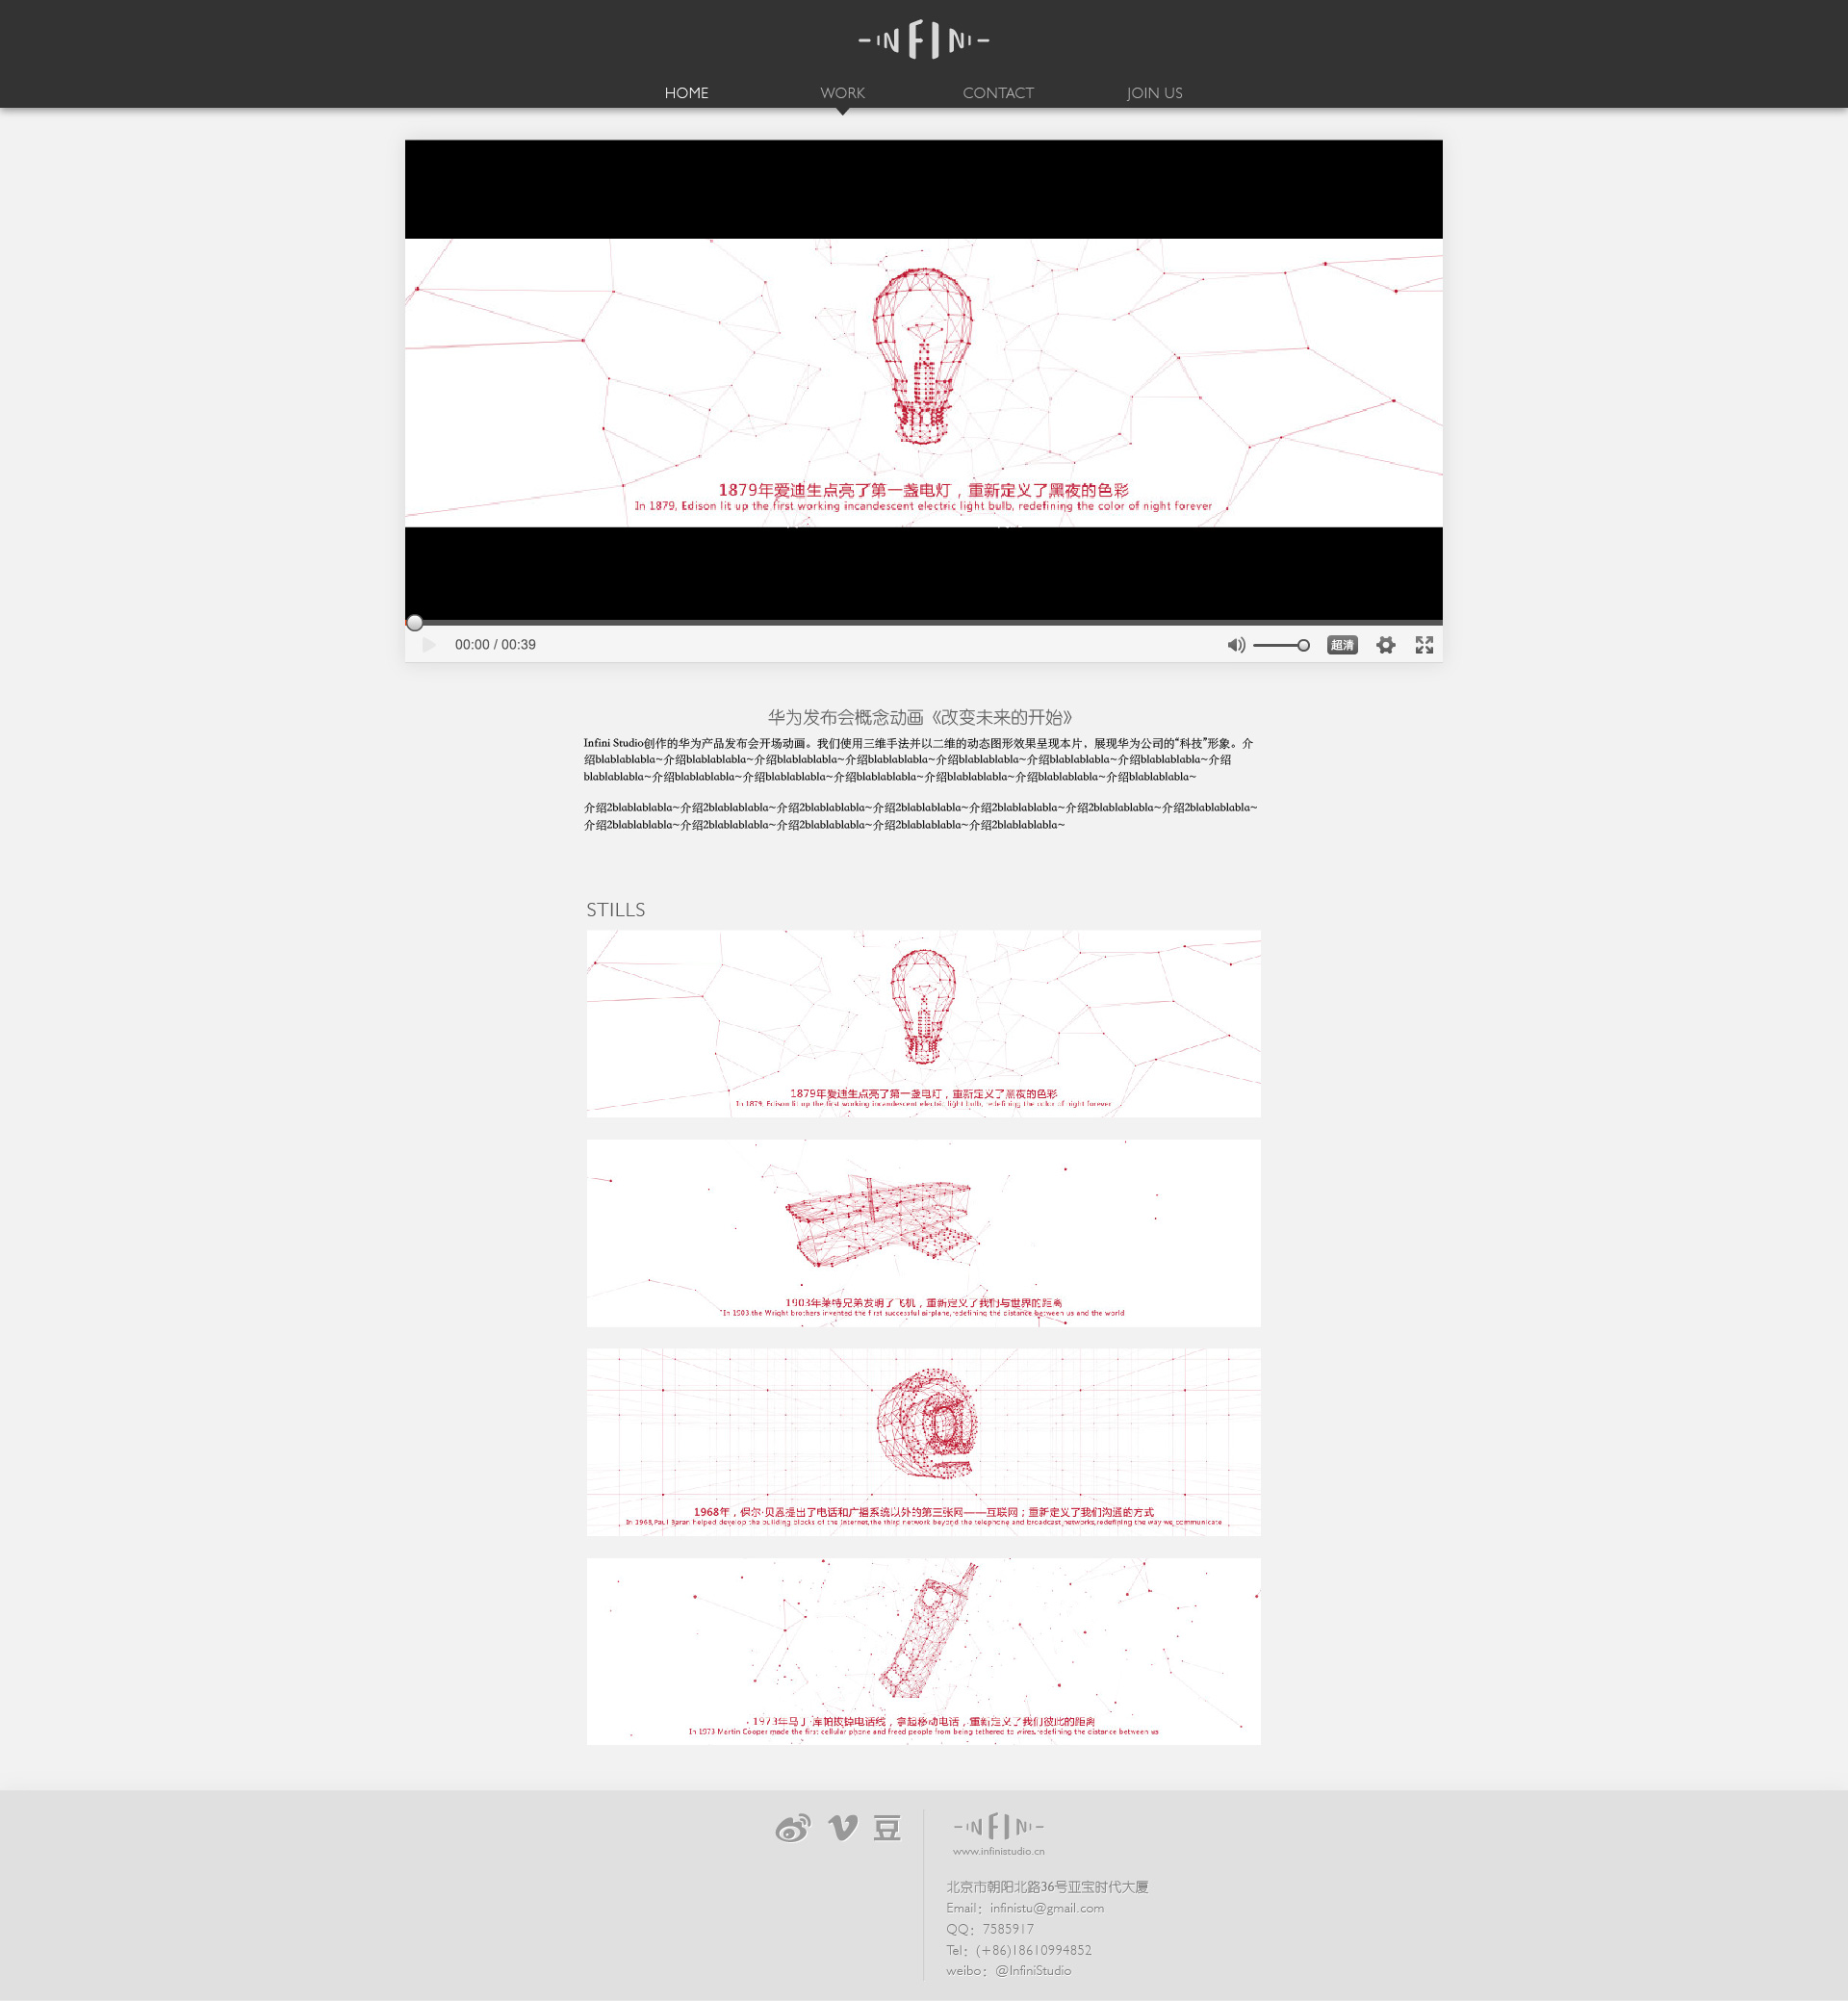 INFINI
HOME WORK CONTACT JOIN US
1879年爱迪生点亮了第一盏电灯，重新定义了黑夜的色彩
In 1879, Edison lit up the first working incandescent electric light bulb, redefining the color of night forever
00:00 / 00:39 超清
华为发布会概念动画《改变未来的开始》
Infini Studio创作的华为产品发布会开场动画。我们使用三维手法并以二维的动态图形效果呈现本片，展现华为公司的“科技”形象。介
绍blablablabla~介绍blablablabla~介绍blablablabla~介绍blablablabla~介绍blablablabla~介绍blablablabla~介绍blablablabla~介绍
blablablabla~介绍blablablabla~介绍blablablabla~介绍blablablabla~介绍blablablabla~介绍blablablabla~介绍blablablabla~
介绍2blablablabla~介绍2blablablabla~介绍2blablablabla~介绍2blablablabla~介绍2blablablabla~介绍2blablablabla~介绍2blablablabla~
介绍2blablablabla~介绍2blablablabla~介绍2blablablabla~介绍2blablablabla~介绍2blablablabla~
STILLS
1879年爱迪生点亮了第一盏电灯，重新定义了黑夜的色彩
In 1879, Edison lit up the first working incandescent electric light bulb, redefining the color of night forever
1903年莱特兄弟发明了飞机，重新定义了我们与世界的距离
In 1903 the Wright brothers invented the first successful airplane,redefining the distance between us and the world
1968年，保尔·贝恩提出了电话和广播系统以外的第三张网——互联网；重新定义了我们沟通的方式
In 1968,Paul Baran helped develop the building blocks of the Internet,the third network beyond the telephone and broadcast networks,redefining the way we communicate
1973年马丁·库帕拔掉电话线，拿起移动电话，重新定义了我们彼此的距离
In 1973 Martin Cooper made the first cellular phone and freed people from being tethered to wires,redefining the distance between us
豆
INFINI
www.infinistudio.cn
北京市朝阳北路36号亚宝时代大厦
Email：infinistu@gmail.com
QQ：7585917
Tel：(+86)18610994852
weibo：@InfiniStudio